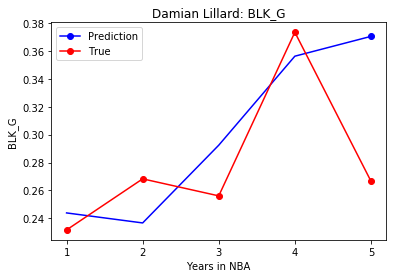 Damian Lillard: BLK_G
Prediction
True
0.38
0.36
0.34
0.32
0.30
0.28
0.26
0.24
BLK_G
1 2 3 4 5
Years in NBA